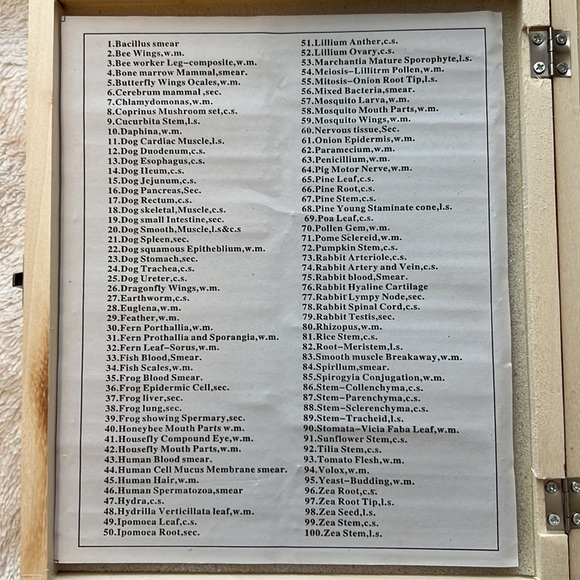 1.Bacillus smear
2.Bee Wings,w.m.
3.Bee worker Leg-composite,w.m.
4.Bone marrow Mammal,smear.
5.Butterfly Wings Ocales,w.m.
6.Cerebrum mammal ,sec.
7.Chlamydomonas,w.m.
8.Coprinus Mushroom set,c.s.
9.Cucurbita Stem,l.s.
10.Daphina,w.m.
11.Dog Cardiac Muscle,l.s.
12.Dog Duodenum,c.s.
13.Dog Esophagus,c.s.
14.Dog Ileum,c.s.
15.Dog Jejunum,c.s.
16.Dog Pancreas,Sec.
17.Dog Rectum,c.s.
18.Dog skeletal,Muscle,c.s.
19.Dog small Intestine,sec.
20.Dog Smooth,Muscle,l.s&c.s
21.Dog Spleen,sec.
22.Dog squamous Epitheblium,w.m.
23.Dog Stomach,sec.
24.Dog Trachea,c.s.
25.Dog Ureter,c.s.
26.Dragonfly Wings,w.m.
27.Earthworm,c.s.
28.Euglena,w.m.
29.Feather,w.m.
30.Fern Porthallia,w.m.
31.Fern Prothallia and Sporangia,w.m.
32.Fern Leaf-Sorus,w.m.
33.Fish Blood,Smear.
34.Fish Scales,w.m.
35.Frog Blood Smear.
36.Frog Epidermic Cell,sec.
37.Frog liver,sec.
38.Frog lung,sec.
39.Frog showing Spermary,sec.
40.Honeybee Mouth Parts w.m.
41.Housefly Compound Eye,w.m.
42.Housefly Mouth Parts,w.m.
43.Human Blood smear.
44.Human Cell Mucus Membrane smear.
45.Human Hair,w.m.
46.Human Spermatozoa,smear
47.Hydra,c.s.
48.Hydrilla Verticillata leaf,w.m.
49.Ipomoea Leaf,c.s.
50.Ipomoea Root,sec.
51.Lillium Anther,c.s.
52.Lillium Ovary,c.s.
53.Marchantia Mature Sporophyte,l.s.
54.Meiosis-Lillitrm Pollen,w.m.
55.Mitosis-Onion Root Tip,l.s.
56.Mixed Bacteria,smear.
57.Mosquito Larva,w.m.
58.Mosquito Mouth Parts,w.m.
59.Mosquito Wings,w.m.
60.Nervous tissue,Sec.
61.Onion Epidermis,w.m.
62.Paramecium,w.m.
63.Penicillium,w.m.
64.Pig Motor Nerve,w.m.
65.Pine Leaf,c.s.
66.Pine Root,c.s.
67.Pine Stem,c.s.
68.Pine Young Staminate cone,l.s.
69.Poa Leaf,c.s.
70.Pollen Gem,w.m.
71.Pome Sclereid,w.m.
72.Pumpkin Stem,c.s.
73.Rabbit Arteriole,c.s.
74.Rabbit Artery and Vein,c.s.
75.Rabbit blood,Smear.
76.Rabbit Hyaline Cartilage
77.Rabbit Lympy Node,sec.
78.Rabbit Spinal Cord,c.s.
79.Rabbit Testis,sec.
80.Rhizopus,w.m.
81.Rice Stem,c.s.
82.Root-Meristem,l.s.
83.Smooth muscle Breakaway,w.m.
84.Spirllum,smear.
85.Spirogyia Conjugation,w.m.
86.Stem-Collenchyma,c.s.
87.Stem-Parenchyma,c.s.
88.Stem-Sclerenchyma,c.s.
89.Stem-Tracheid,l.s.
90.Stomata-Vicia Faba Leaf,w.m.
91.Sunflower Stem,c.s.
92.Tilia Stem,c.s.
93.Tomato Flesh,w.m.
94.Volox,w.m.
95.Yeast-Budding,w.m.
96.Zea Root,c.s.
97.Zea Root Tip,l.s.
98.Zea Seed,l.s.
99.Zea Stem,c.s.
100.Zea Stem,l.s.